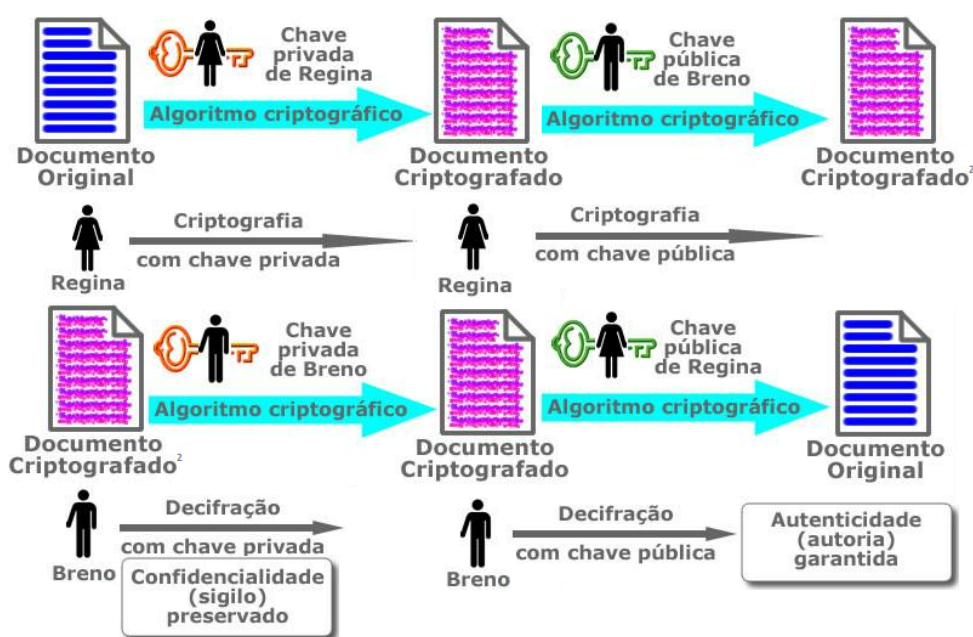 Chave
privada
de Regina
Algoritmo criptográfico
Chave
pública
de Breno
Algoritmo criptográfico
Documento
Original
Documento
Criptografado
Documento
Criptografado²
Regina
Criptografia
com chave privada
Regina
Criptografia
com chave pública
Chave
privada
de Breno
Algoritmo criptográfico
Chave
pública
de Regina
Algoritmo criptográfico
Documento
Criptografado²
Documento
Criptografado
Documento
Original
Breno
Decifração
com chave privada
Confidencialidade
(sigilo)
preservado
Breno
Decifração
com chave pública
Autenticidade
(autoria)
garantida